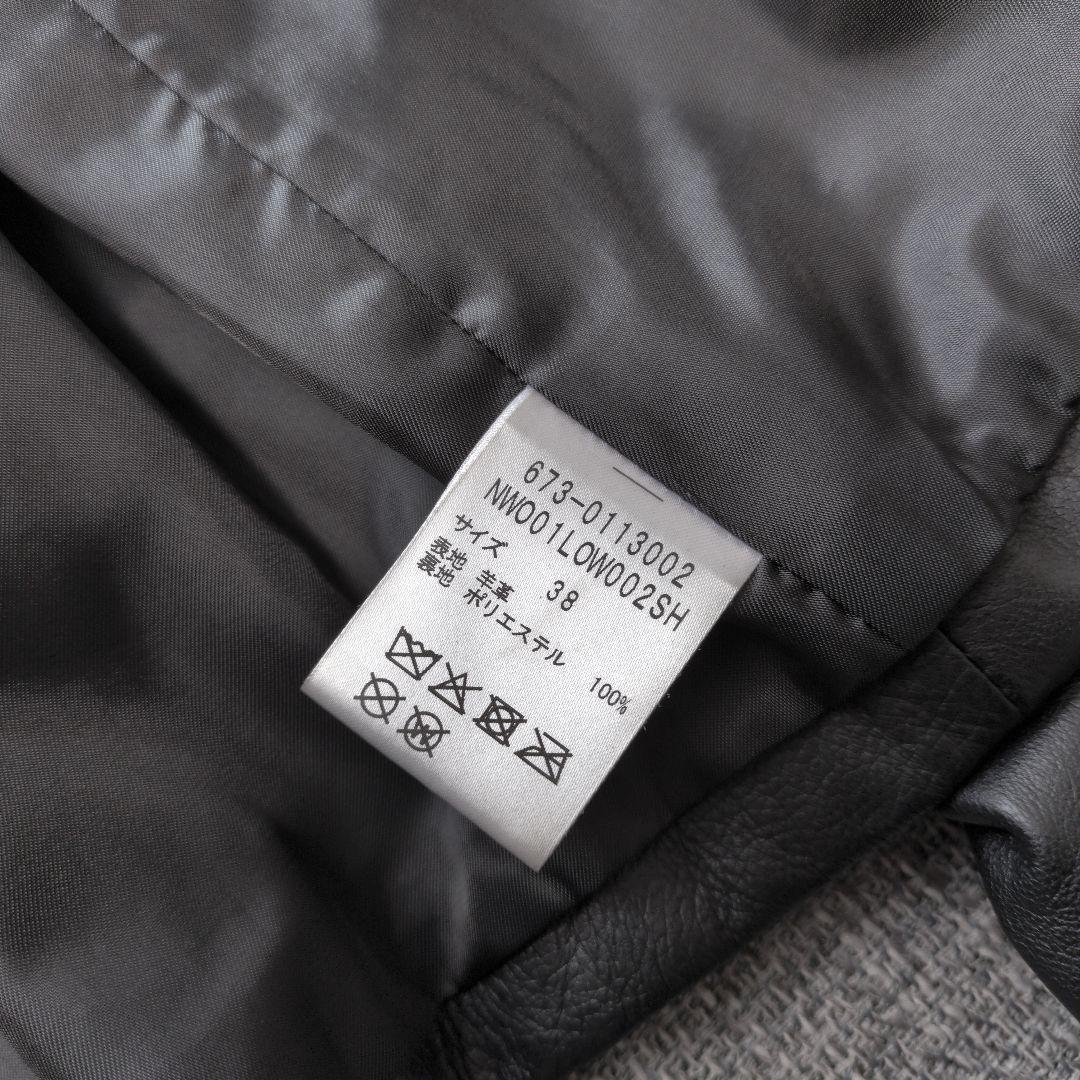 673-0113002
NW001LOW002SH
サイズ 38
表地 羊革
裏地 ポリエステル 100%
W